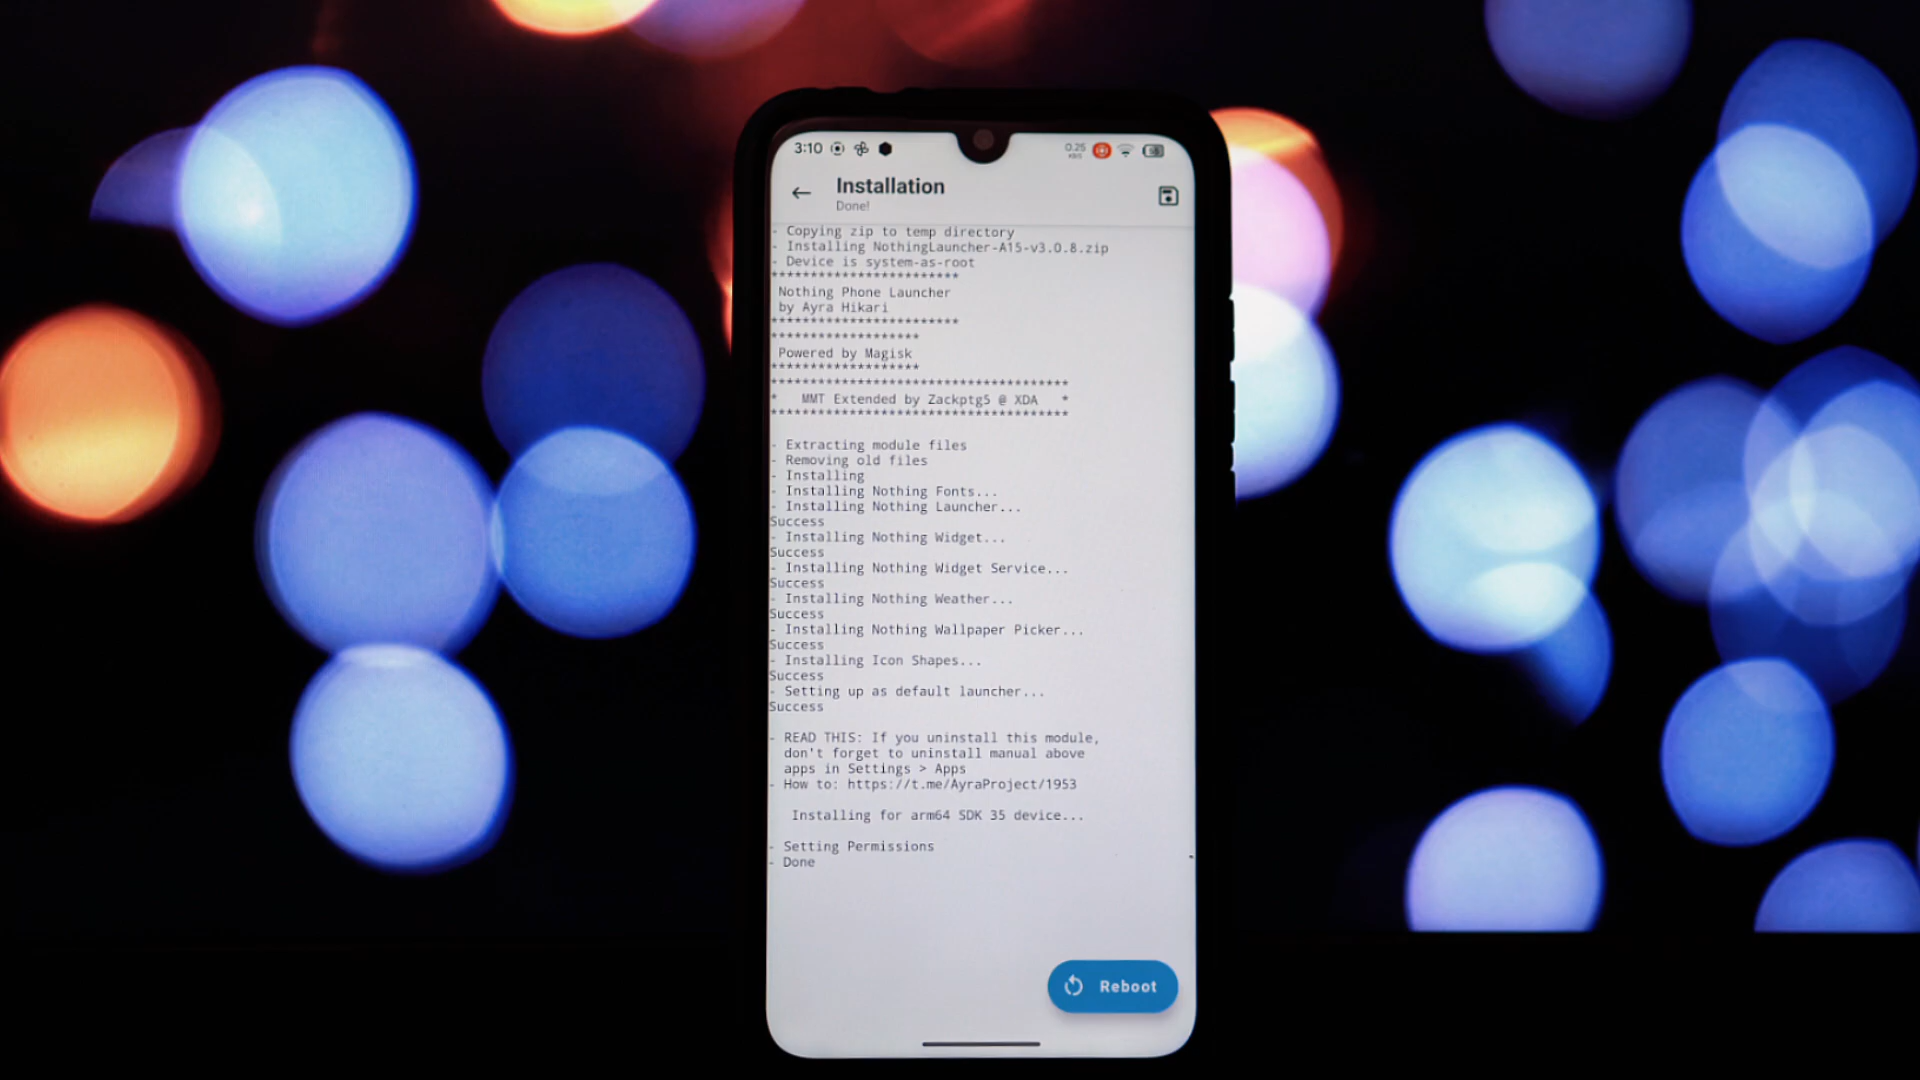 3:10
0.25
KB/S
Installation
Done!
- Copying zip to temp directory
- Installing NothingLauncher-A15-v3.0.8.zip
- Device is system-as-root
************************
Nothing Phone Launcher
by Ayra Hikari
************************
*******************
Powered by Magisk
*******************
**************************************
* MMT Extended by Zackptg5 @ XDA *
**************************************
- Extracting module files
- Removing old files
- Installing
- Installing Nothing Fonts...
- Installing Nothing Launcher...
Success
- Installing Nothing Widget...
Success
- Installing Nothing Widget Service...
Success
- Installing Nothing Weather...
Success
- Installing Nothing Wallpaper Picker...
Success
- Installing Icon Shapes...
Success
- Setting up as default launcher...
Success
- READ THIS: If you uninstall this module,
don't forget to uninstall manual above
apps in Settings > Apps
- How to: https://t.me/AyraProject/1953
Installing for arm64 SDK 35 device...
- Setting Permissions
- Done
Reboot